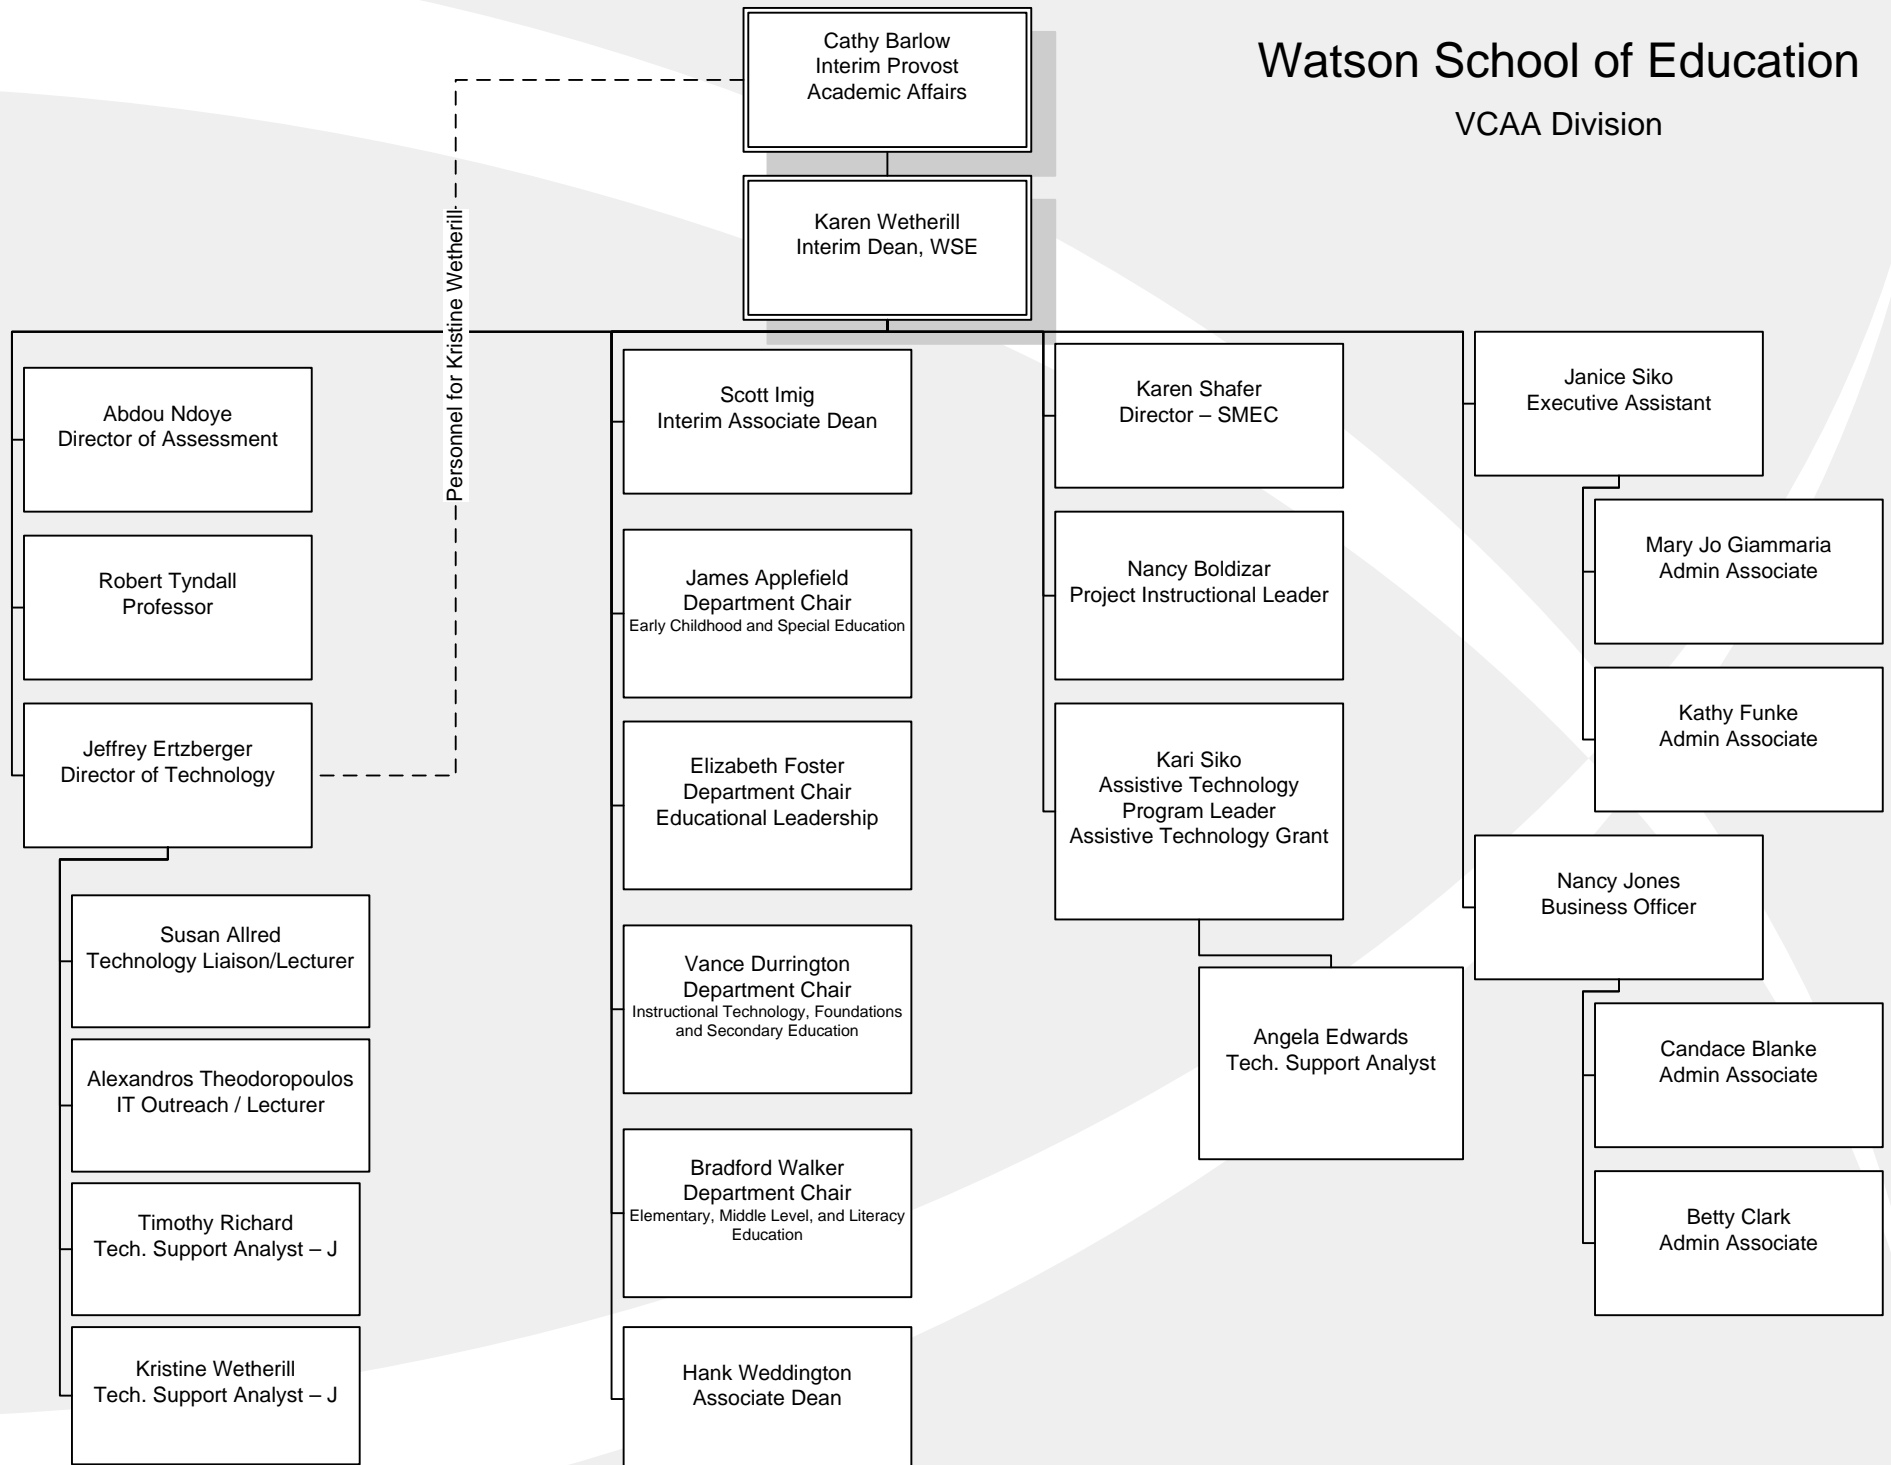 Watson School of Education
VCAA Division
Cathy Barlow
Interim Provost
Academic Affairs
Karen Wetherill
Interim Dean, WSE
Personnel for Kristine Wetherill
Abdou Ndoye
Director of Assessment
Robert Tyndall
Professor
Jeffrey Ertzberger
Director of Technology
Susan Allred
Technology Liaison/Lecturer
Alexandros Theodoropoulos
IT Outreach / Lecturer
Timothy Richard
Tech. Support Analyst – J
Kristine Wetherill
Tech. Support Analyst – J
Scott Imig
Interim Associate Dean
James Applefield
Department Chair
Early Childhood and Special Education
Elizabeth Foster
Department Chair
Educational Leadership
Vance Durrington
Department Chair
Instructional Technology, Foundations
and Secondary Education
Bradford Walker
Department Chair
Elementary, Middle Level, and Literacy
Education
Hank Weddington
Associate Dean
Karen Shafer
Director – SMEC
Nancy Boldizar
Project Instructional Leader
Kari Siko
Assistive Technology
Program Leader
Assistive Technology Grant
Angela Edwards
Tech. Support Analyst
Janice Siko
Executive Assistant
Mary Jo Giammaria
Admin Associate
Kathy Funke
Admin Associate
Nancy Jones
Business Officer
Candace Blanke
Admin Associate
Betty Clark
Admin Associate